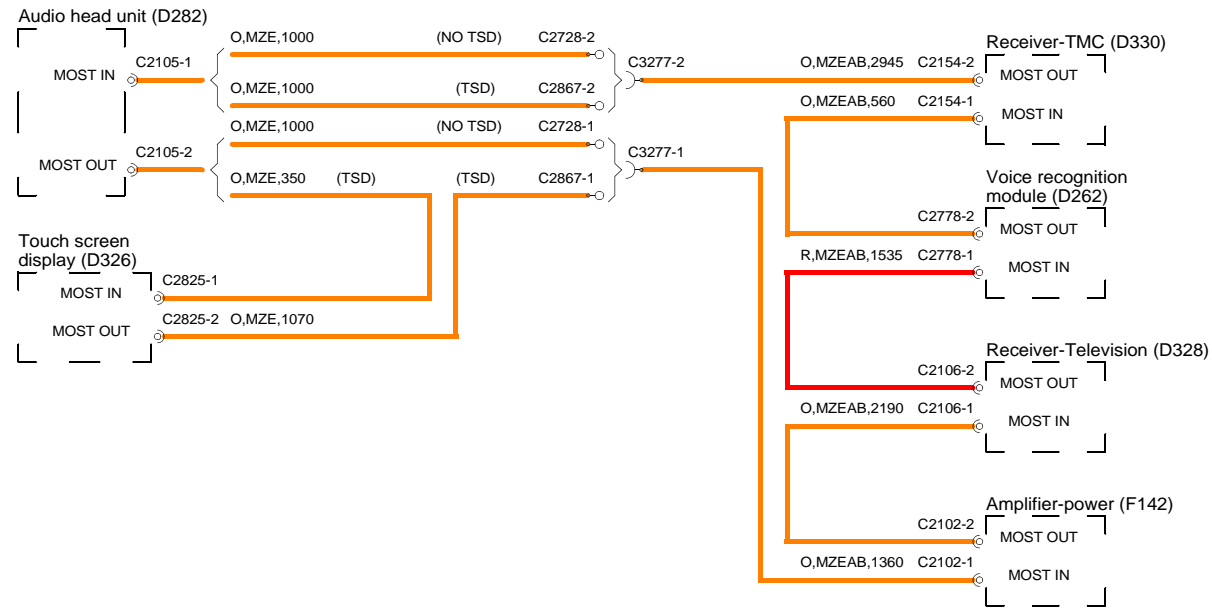 Audio head unit (D282)
MOST IN
C2105-1
O,MZE,1000 (NO TSD) C2728-2
O,MZE,1000 (TSD) C2867-2
MOST OUT
C2105-2
O,MZE,1000 (NO TSD) C2728-1
O,MZE,350 (TSD) (TSD) C2867-1
C3277-2
C3277-1
Touch screen
display (D326)
MOST IN
C2825-1
MOST OUT
C2825-2 O,MZE,1070
Receiver-TMC (D330)
O,MZEAB,2945 C2154-2
MOST OUT
O,MZEAB,560 C2154-1
MOST IN
Voice recognition
module (D262)
C2778-2
MOST OUT
R,MZEAB,1535 C2778-1
MOST IN
Receiver-Television (D328)
C2106-2
MOST OUT
O,MZEAB,2190 C2106-1
MOST IN
Amplifier-power (F142)
C2102-2
MOST OUT
O,MZEAB,1360 C2102-1
MOST IN